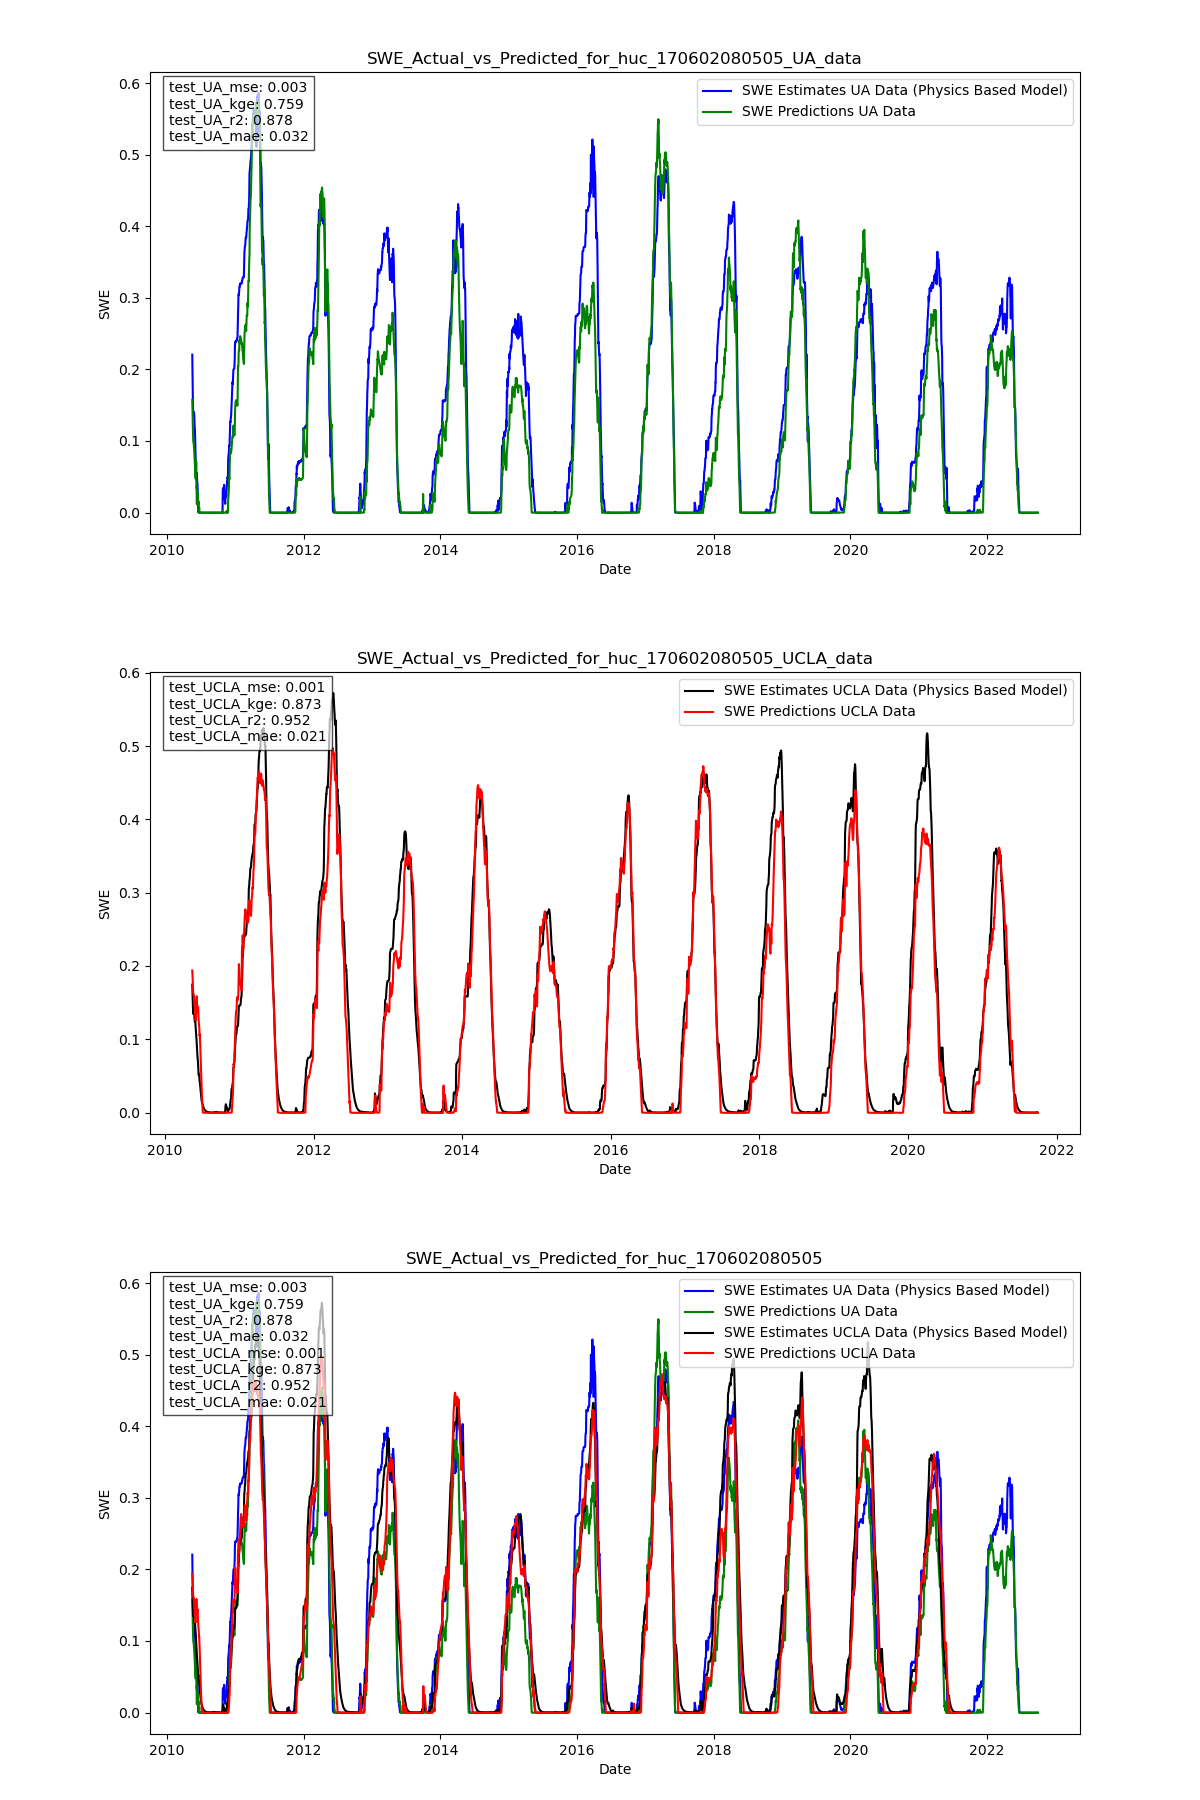 SWE_Actual_vs_Predicted_for_huc_170602080505_UA_data
test_UA_mse: 0.003
test_UA_kge: 0.759
test_UA_r2: 0.878
test_UA_mae: 0.032
SWE Estimates UA Data (Physics Based Model)
SWE Predictions UA Data
0.6
0.5
0.4
0.3
0.2
0.1
0.0
SWE
2010 2012 2014 2016 2018 2020 2022
Date
SWE_Actual_vs_Predicted_for_huc_170602080505_UCLA_data
test_UCLA_mse: 0.001
test_UCLA_kge: 0.873
test_UCLA_r2: 0.952
test_UCLA_mae: 0.021
SWE Estimates UCLA Data (Physics Based Model)
SWE Predictions UCLA Data
0.6
0.5
0.4
0.3
0.2
0.1
0.0
SWE
2010 2012 2014 2016 2018 2020 2022
Date
SWE_Actual_vs_Predicted_for_huc_170602080505
test_UA_mse: 0.003
test_UA_kge: 0.759
test_UA_r2: 0.878
test_UA_mae: 0.032
test_UCLA_mse: 0.001
test_UCLA_kge: 0.873
test_UCLA_r2: 0.952
test_UCLA_mae: 0.021
SWE Estimates UA Data (Physics Based Model)
SWE Predictions UA Data
SWE Estimates UCLA Data (Physics Based Model)
SWE Predictions UCLA Data
0.6
0.5
0.4
0.3
0.2
0.1
0.0
SWE
2010 2012 2014 2016 2018 2020 2022
Date